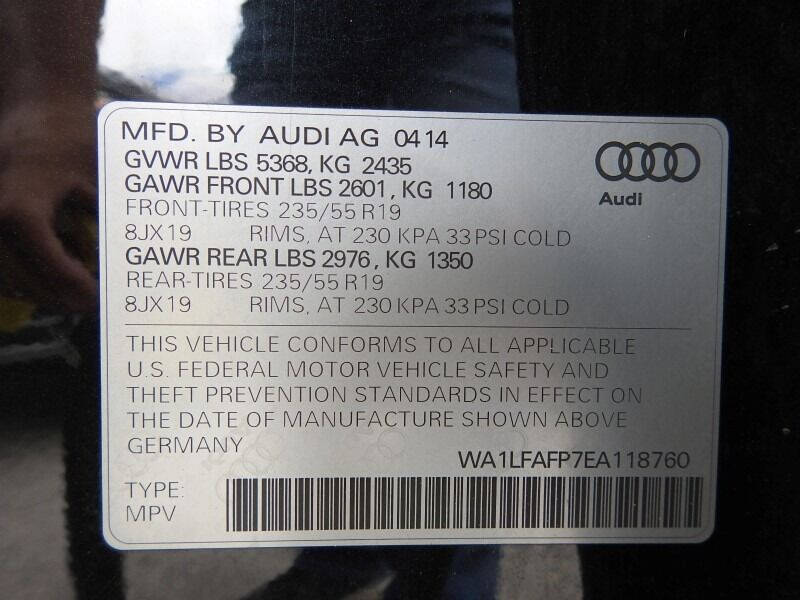 MFD. BY AUDI AG 0414
GVWR LBS 5368, KG 2435
GAWR FRONT LBS 2601, KG 1180
FRONT-TIRES 235/55 R19
8JX19 RIMS, AT 230 KPA 33 PSI COLD
GAWR REAR LBS 2976, KG 1350
REAR-TIRES 235/55 R19
8JX19 RIMS, AT 230 KPA 33 PSI COLD
Audi
THIS VEHICLE CONFORMS TO ALL APPLICABLE
U.S. FEDERAL MOTOR VEHICLE SAFETY AND
THEFT PREVENTION STANDARDS IN EFFECT ON
THE DATE OF MANUFACTURE SHOWN ABOVE
GERMANY
WA1LFAFP7EA118760
TYPE:
MPV